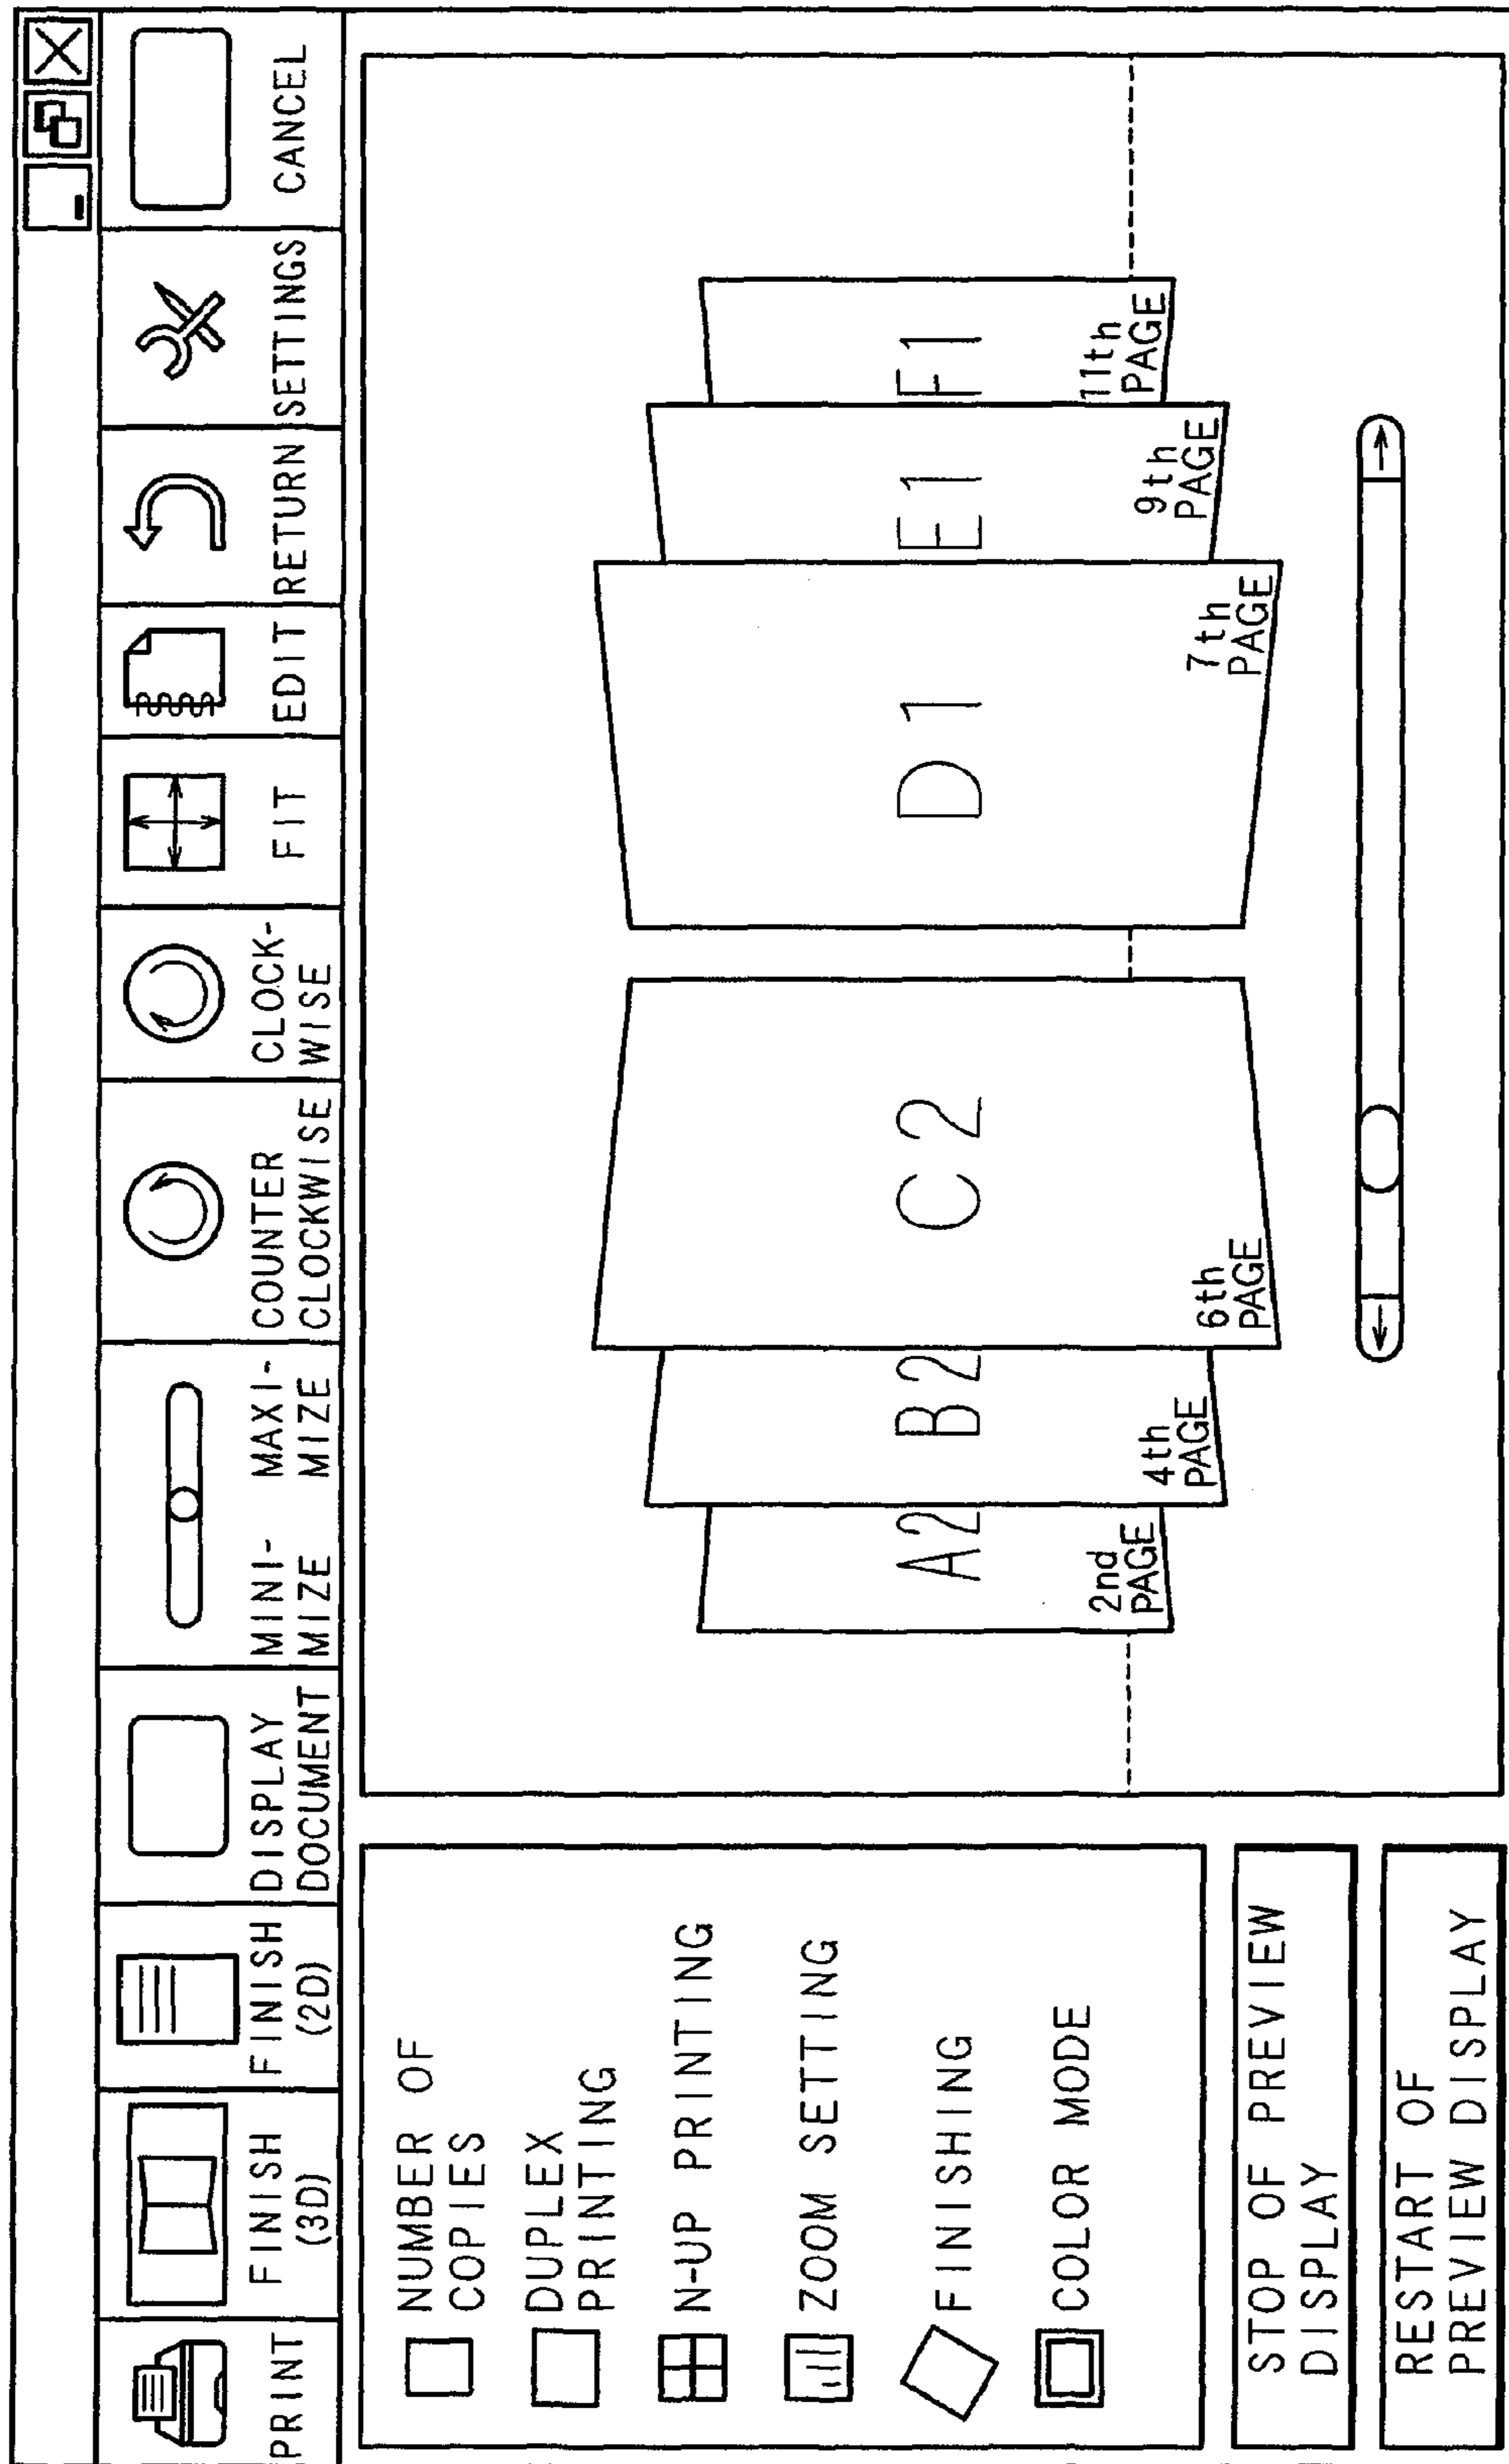 PRINT
FINISH
(3D)
FINISH
(2D)
DISPLAY
DOCUMENT
MINI-
MIZE
MAXI-
MIZE
COUNTER
CLOCKWISE
CLOCK-
WISE
FIT
EDIT
RETURN
SETTINGS
CANCEL
NUMBER OF
COPIES
DUPLEX
PRINTING
N-UP PRINTING
ZOOM SETTING
FINISHING
COLOR MODE
STOP OF PREVIEW
DISPLAY
RESTART OF
PREVIEW DISPLAY
A2
2nd
PAGE
B2
4th
PAGE
C2
6th
PAGE
D1
7th
PAGE
E1
9th
PAGE
F1
11th
PAGE